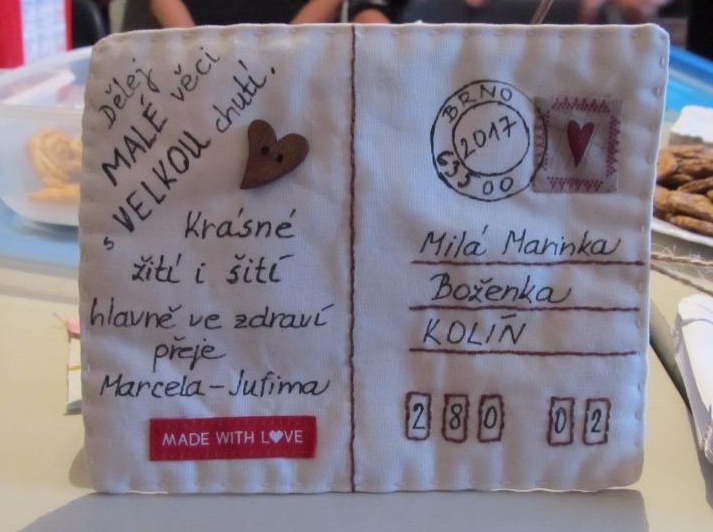 Dělej
MALÉ věci
s VELKOU chutí.
Krásné
žití i šití
hlavně ve zdraví
přeje
Marcela-Jufima
MADE WITH L♥VE
BRNO
2017
635 00
Milá Marinka
Boženka
KOLÍN
280 02